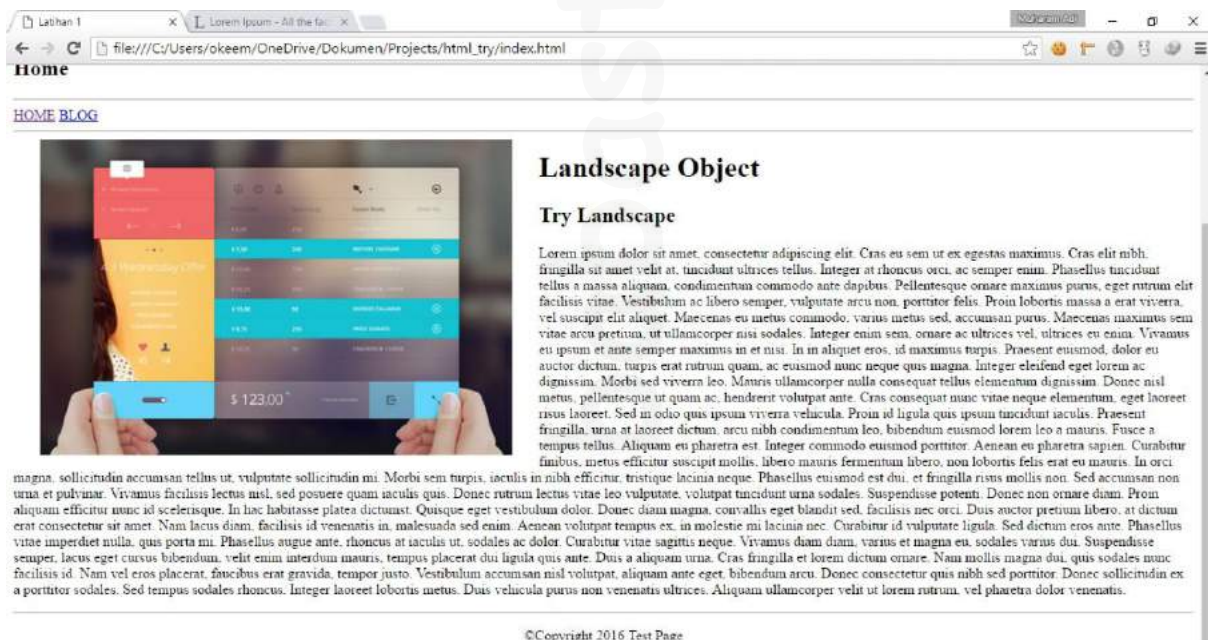 Latihan 1
Lorem Ipsum - All the fac
file:///C:/Users/okeem/OneDrive/Dokumen/Projects/html_try/index.html
Home
HOME BLOG
Landscape Object
Try Landscape
Lorem ipsum dolor sit amet, consectetur adipiscing elit. Cras eu sem ut ex egestas maximus. Cras elit nibh,
fringilla sit amet velit at, tincidunt ultrices tellus. Integer at rhoncus orci, ac semper enim. Phasellus tincidunt
tellus a massa aliquam, condimentum commodo ante dapibus. Pellentesque ornare maximus purus, eget rutrum elit
facilisis vitae. Vestibulum ac libero semper, vulputate arcu non, porttitor felis. Proin lobortis massa a erat viverra,
vel suscipit elit aliquet. Maecenas eu metus commodo, varius metus sed, accumsan purus. Maecenas maximus sem
vitae arcu pretium, ut ullamcorper nisi sodales. Integer enim sem, ornare ac ultrices vel, ultrices eu enim. Vivamus
eu ipsum et ante semper maximus in et nisi. In in aliquet eros, id maximus turpis. Praesent euismod, dolor eu
auctor dictum, turpis erat rutrum quam, ac euismod nunc neque quis magna. Integer eleifend eget lorem ac
dignissim. Morbi sed viverra leo. Mauris ullamcorper nulla consequat tellus elementum dignissim. Donec nisl
metus, pellentesque ut quam ac, hendrerit volutpat ante. Cras consequat nunc vitae neque elementum, eget laoreet
risus laoreet. Sed in odio quis ipsum viverra vehicula. Proin id ligula quis ipsum tincidunt iaculis. Praesent
fringilla, urna at laoreet dictum, arcu nibh condimentum leo, bibendum euismod lorem leo a mauris. Fusce a
tempus tellus. Aliquam eu pharetra est. Integer commodo euismod porttitor. Aenean eu pharetra sapien. Curabitur
finibus, metus efficitur suscipit mollis, libero mauris fermentum libero, non lobortis felis erat eu mauris. In orci
magna, sollicitudin accumsan tellus ut, vulputate sollicitudin mi. Morbi sem turpis, iaculis in nibh efficitur, tristique lacinia neque. Phasellus euismod est dui, et fringilla risus mollis non. Sed accumsan non
urna et pulvinar. Vivamus facilisis lectus nisl, sed posuere quam iaculis quis. Donec rutrum lectus vitae leo vulputate, volutpat tincidunt urna sodales. Suspendisse potenti. Donec non ornare diam. Proin
aliquam efficitur nunc id scelerisque. In hac habitasse platea dictumst. Quisque eget vestibulum dolor. Donec diam magna, convallis eget blandit sed, facilisis nec orci. Duis auctor pretium libero, at dictum
erat consectetur sit amet. Nam lacus diam, facilisis id venenatis in, malesuada sed enim. Aenean volutpat tempus ex, in molestie mi lacinia nec. Curabitur id vulputate ligula. Sed dictum eros ante. Phasellus
vitae imperdiet nulla, quis porta mi. Phasellus augue ante, rhoncus at iaculis ut, sodales ac dolor. Curabitur vitae sagittis neque. Vivamus diam diam, varius et magna eu, sodales varius dui. Suspendisse
semper, lacus eget cursus bibendum, velit enim interdum mauris, tempus placerat dui ligula quis ante. Duis a aliquam urna. Cras fringilla et lorem dictum ornare. Nam mollis magna dui, quis sodales nunc
facilisis id. Nam vel eros placerat, faucibus erat gravida, tempor justo. Vestibulum accumsan nisl volutpat, aliquam ante eget, bibendum arcu. Donec consectetur quis nibh sed porttitor. Donec sollicitudin ex
a porttitor sodales. Sed tempus sodales rhoncus. Integer laoreet lobortis metus. Duis vehicula purus non venenatis ultrices. Aliquam ullamcorper velit ut lorem rutrum, vel pharetra dolor venenatis.
$ 123,00
©Copyright 2016 Test Page